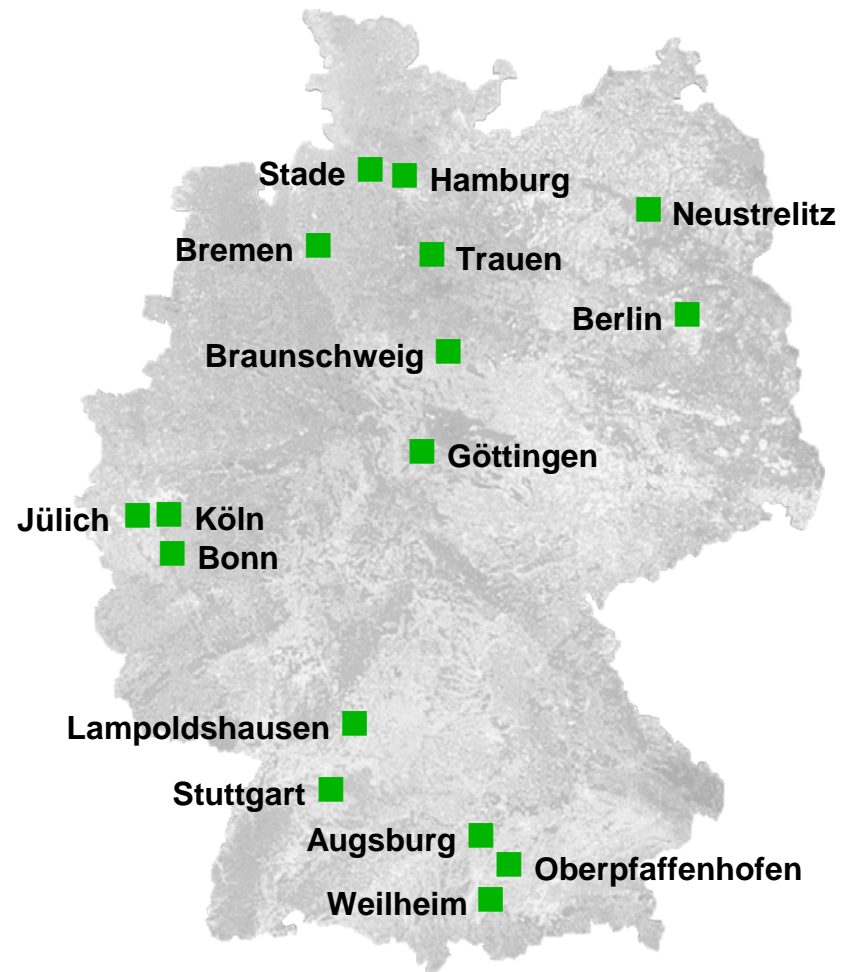 Stade
Hamburg
Neustrelitz
Bremen
Trauen
Berlin
Braunschweig
Göttingen
Jülich
Köln
Bonn
Lampoldshausen
Stuttgart
Augsburg
Oberpfaffenhofen
Weilheim